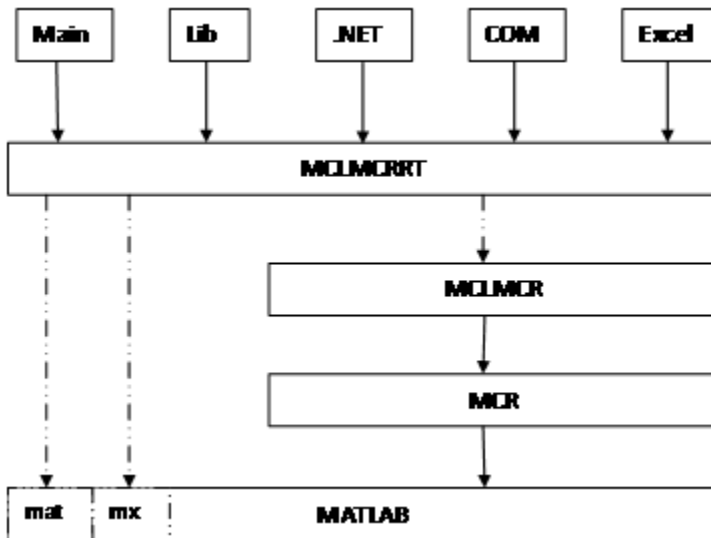 Main Lib .NET COM Excel
MCLMCRRT
MCLMCR
MCR
mat mx MATLAB